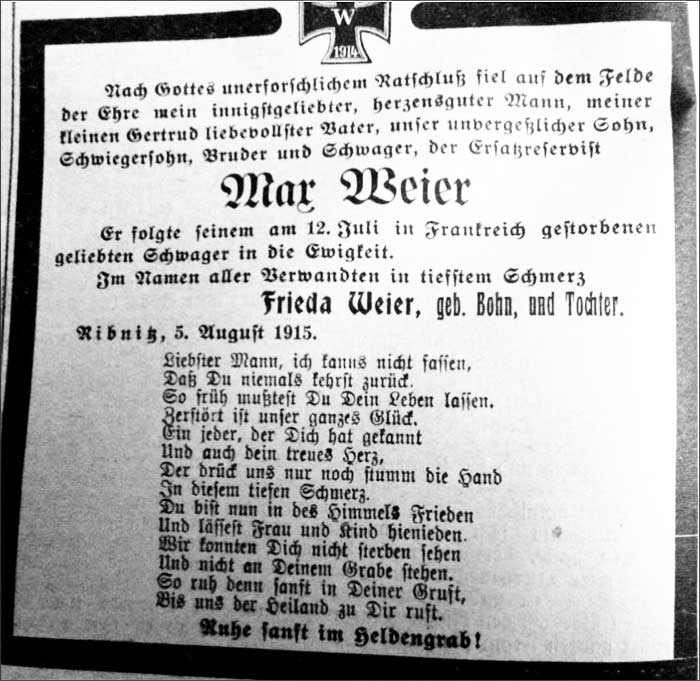 W
1914
Nach Gottes unerforschlichem Ratschluß fiel auf dem Felde
der Ehre mein innigstgeliebter, herzensguter Mann, meiner
kleinen Gertrud liebevollster Vater, unser unvergeßlicher Sohn,
Schwiegersohn, Bruder und Schwager, der Ersatzreservist
Max Weier
Er folgte seinem am 12. Juli in Frankreich gestorbenen
geliebten Schwager in die Ewigkeit.
Im Namen aller Verwandten in tiefstem Schmerz
Frieda Weier, geb. Bohn, und Tochter.
Ribnitz, 5. August 1915.
Liebster Mann, ich kanns nicht fassen,
Daß Du niemals kehrst zurück.
So früh mußtest Du Dein Leben lassen.
Zerstört ist unser ganzes Glück.
Ein jeder, der Dich hat gekannt
Und auch dein treues Herz,
Der drück uns nur noch stumm die Hand
In diesem tiefen Schmerz.
Du bist nun in des Himmels Frieden
Und lässest Frau und Kind hienieden.
Wir konnten Dich nicht sterben sehen
Und nicht an Deinem Grabe stehen.
So ruh denn sanft in Deiner Gruft,
Bis uns der Heiland zu Dir ruft.
Ruhe sanft im Heldengrab!